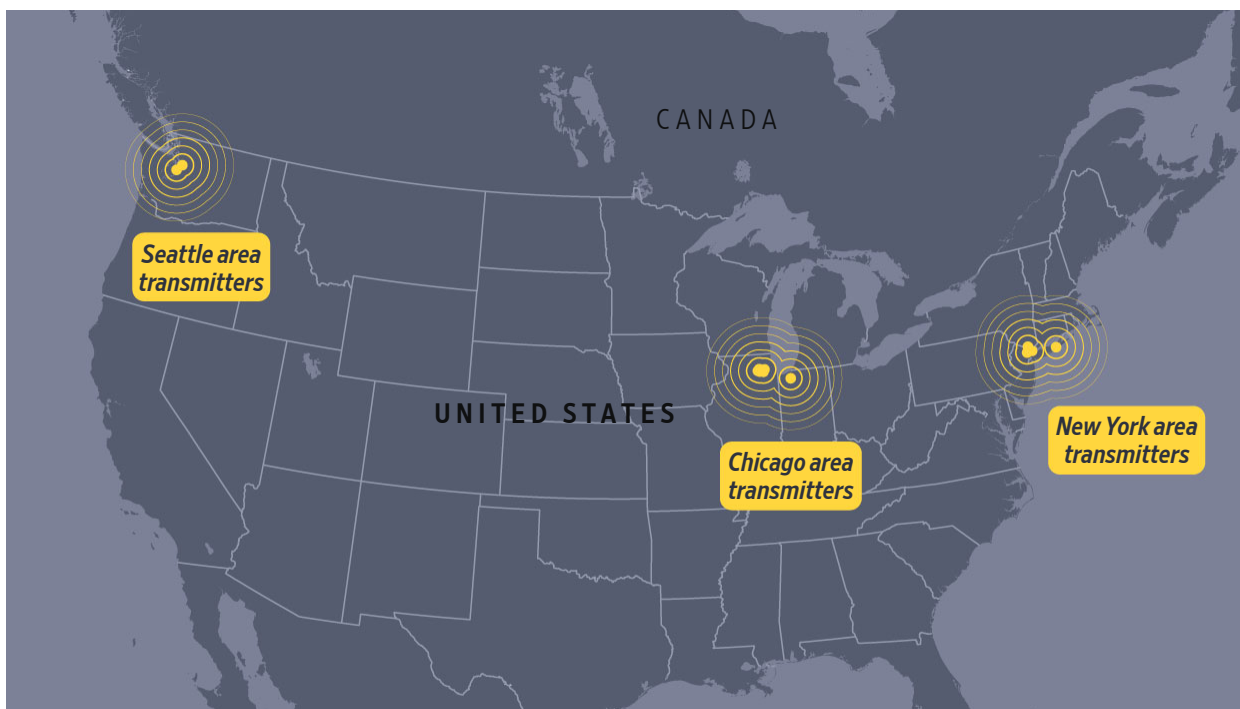 CANADA
Seattle area
transmitters
UNITED STATES
New York area
transmitters
Chicago area
transmitters